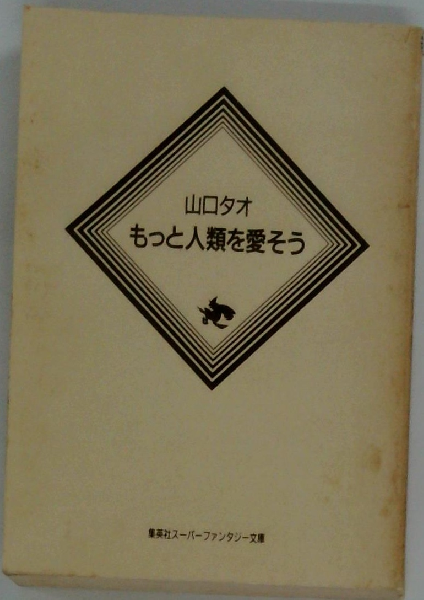 山口タオ
もっと人類を愛そう
集英社スーパーファンタジー文庫